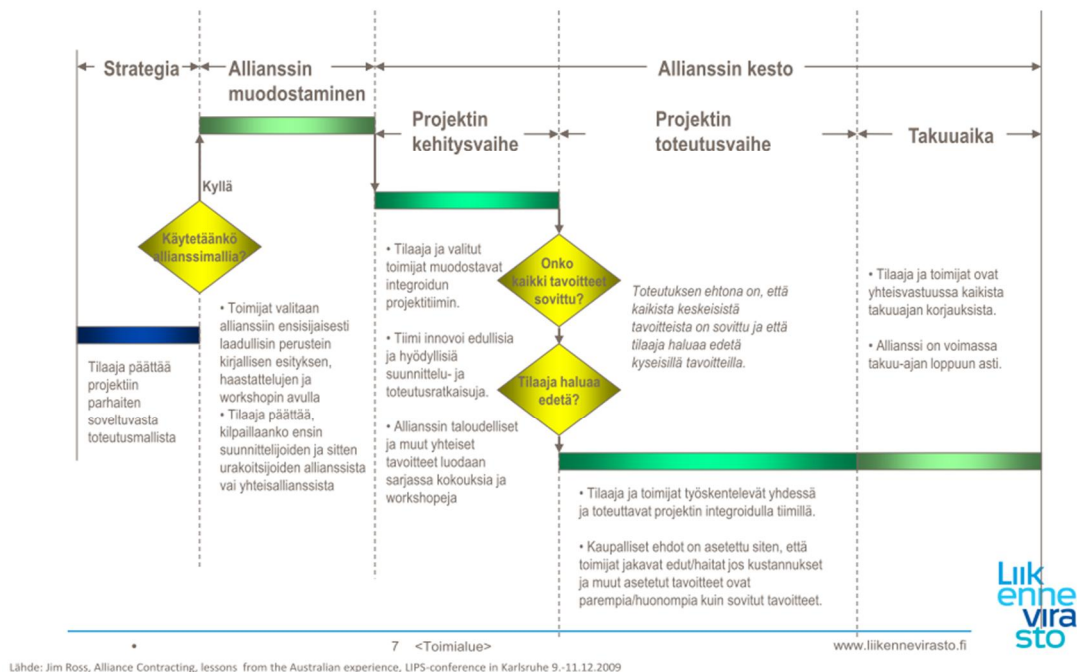 Strategia
Allianssin
muodostaminen
Allianssin kesto
Projektin
kehitysvaihe
Projektin
toteutusvaihe
Takuuaika
Kyllä
Käytetäänkö
allianssimallia?
Tilaaja päättää
projektiin
parhaiten
soveltuvasta
toteutusmallista
• Toimijat valitaan
allianssiin ensisijaisesti
laadullisin perustein
kirjallisen esityksen,
haastattelujen ja
workshopin avulla
• Tilaaja päättää,
kilpaillaanko ensin
suunnittelijoiden ja sitten
urakoitsijoiden allianssista
vai yhteisallianssista
• Tilaaja ja valitut
toimijat muodostavat
integroidun
projektitiimin.
• Tiimi innovoi edullisia
ja hyödyllisiä
suunnittelu- ja
toteutusratkaisuja.
• Allianssin taloudelliset
ja muut yhteiset
tavoitteet luodaan
sarjassa kokouksia ja
workshopeja
Onko
kaikki tavoitteet
sovittu?
Tilaaja haluaa
edetä?
Toteutuksen ehtona on, että
kaikista keskeisistä
tavoitteista on sovittu ja että
tilaaja haluaa edetä
kyseisillä tavoitteilla.
• Tilaaja ja toimijat ovat
yhteisvastuussa kaikista
takuuajan korjauksista.
• Allianssi on voimassa
takuu-ajan loppuun asti.
• Tilaaja ja toimijat työskentelevät yhdessä
ja toteuttavat projektin integroidulla tiimillä.
• Kaupalliset ehdot on asetettu siten, että
toimijat jakavat edut/haitat jos kustannukset
ja muut asetetut tavoitteet ovat
parempia/huonompia kuin sovitut tavoitteet.
Liik
enne
vira
sto
• 7 <Toimialue> www.liikennevirasto.fi
Lähde: Jim Ross, Alliance Contracting, lessons from the Australian experience, LIPS-conference in Karlsruhe 9.-11.12.2009